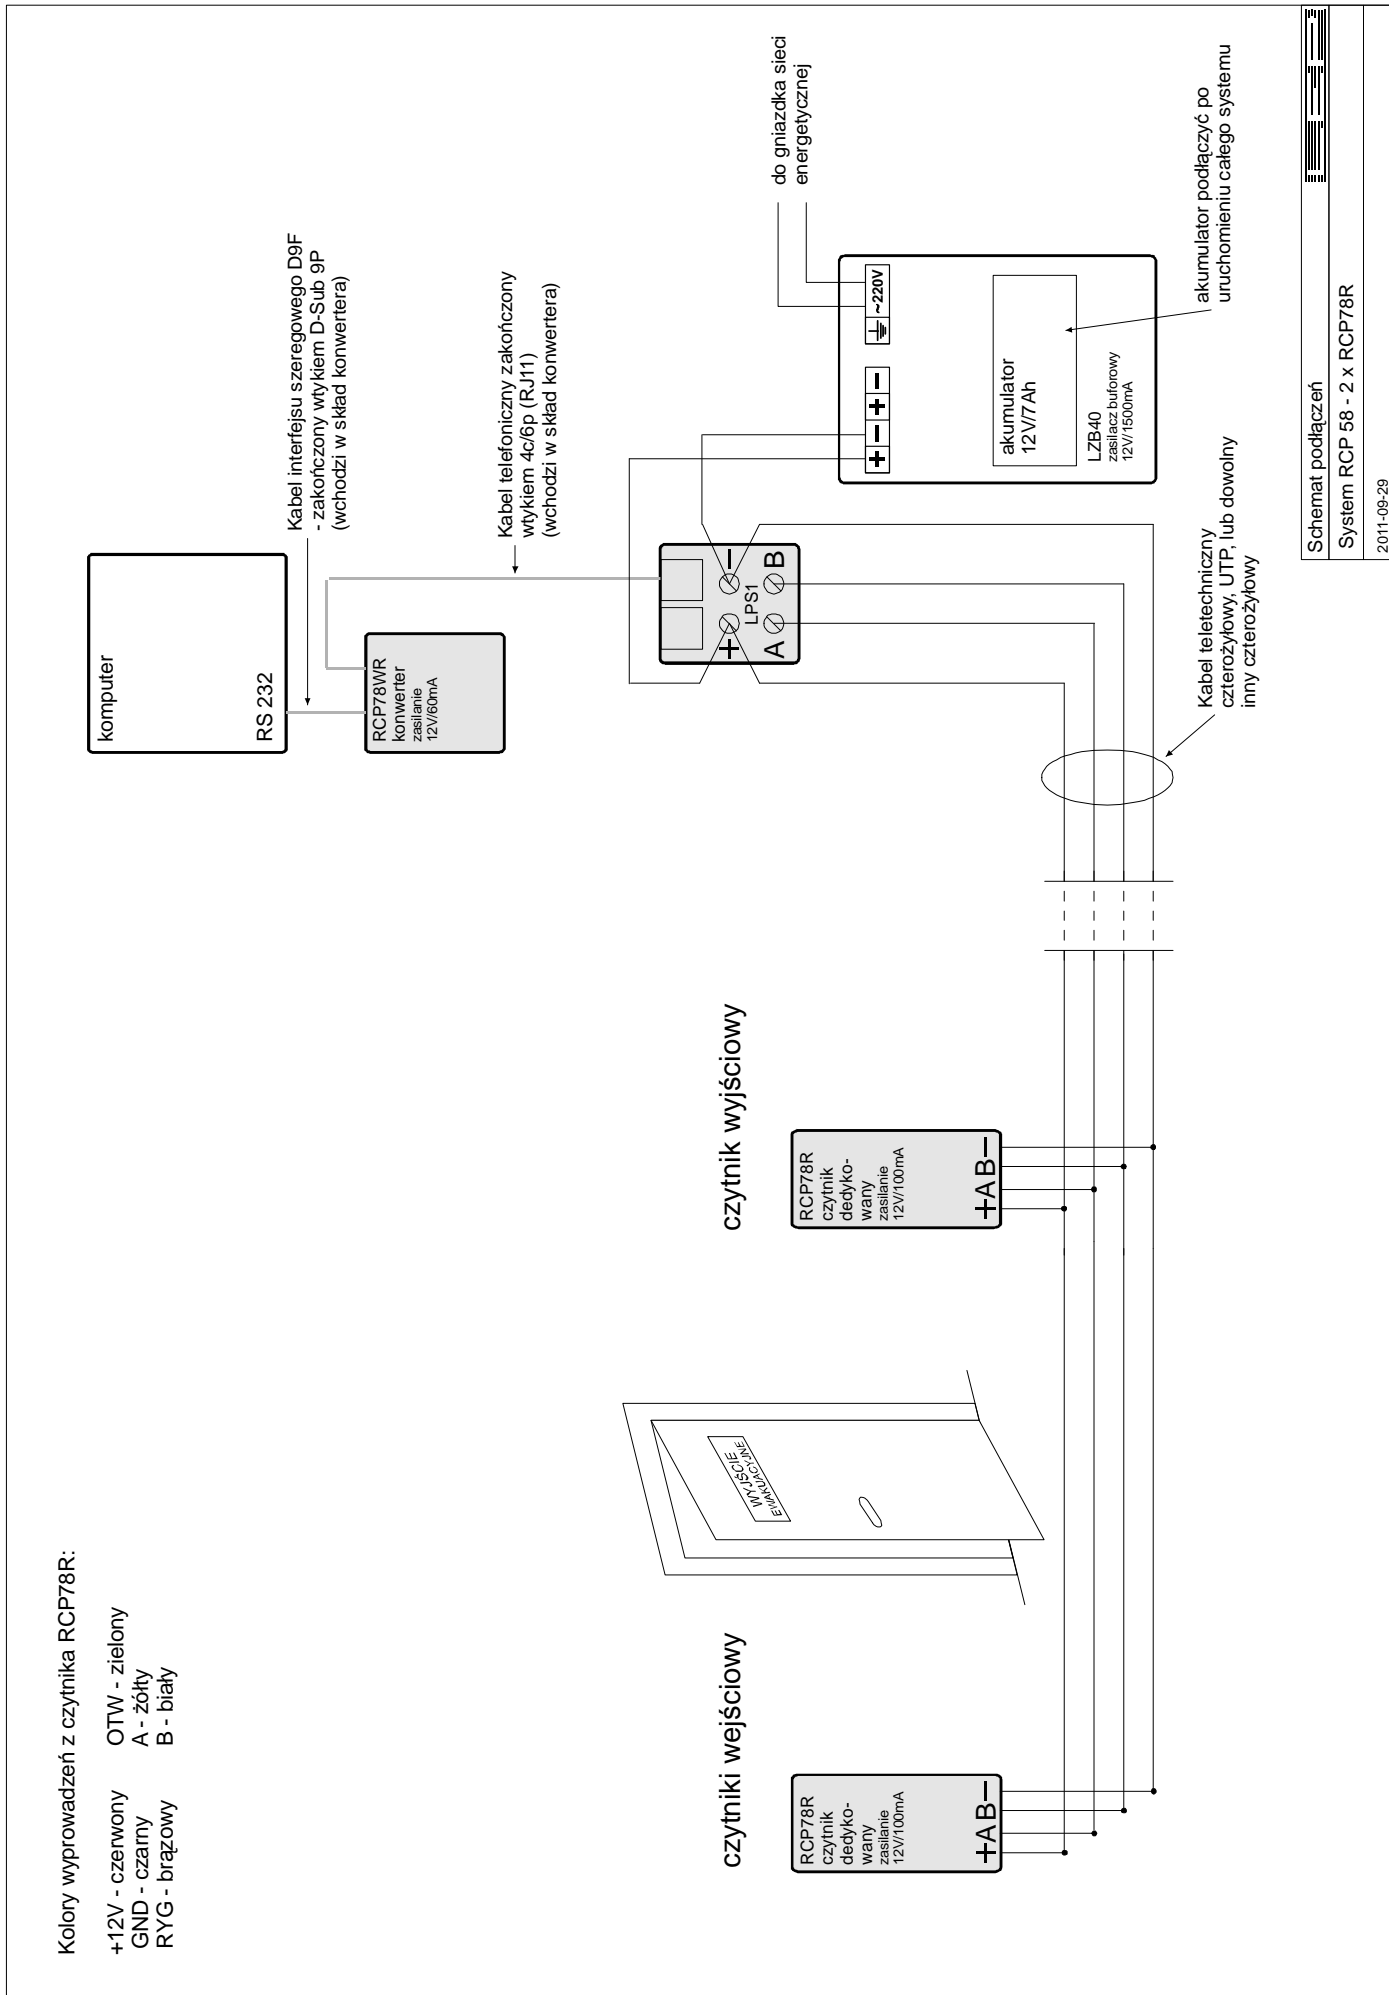 Kolory wyprowadzeń z czytnika RCP78R:
+12V - czerwony
GND - czarny
RYG - brązowy
OTW - zielony
A - żółty
B - biały
komputer
RS 232
Kabel interfejsu szeregowego D9F
- zakończony wtykiem D-Sub 9P
(wchodzi w skład konwertera)
RCP78WR
konwerter
zasilanie
12V/60mA
Kabel telefoniczny zakończony
wtykiem 4c/6p (RJ11)
(wchodzi w skład konwertera)
+ −
LPS1
A B
do gniazdka sieci
energetycznej
+ − + − ~220V
akumulator
12V/7Ah
LZB40
zasilacz buforowy
12V/1500mA
akumulator podłączyć po
uruchomieniu całego systemu
czytniki wejściowy
RCP78R
czytnik
dedyko-
wany
zasilanie
12V/100mA
+AB−
WYJŚCIE
EWAKUACYJNE
czytnik wyjściowy
RCP78R
czytnik
dedyko-
wany
zasilanie
12V/100mA
+AB−
Kabel teletechniczny
czterożyłowy, UTP, lub dowolny
inny czterożyłowy
Schemat podłączeń
System RCP 58 - 2 x RCP78R
2011-09-29